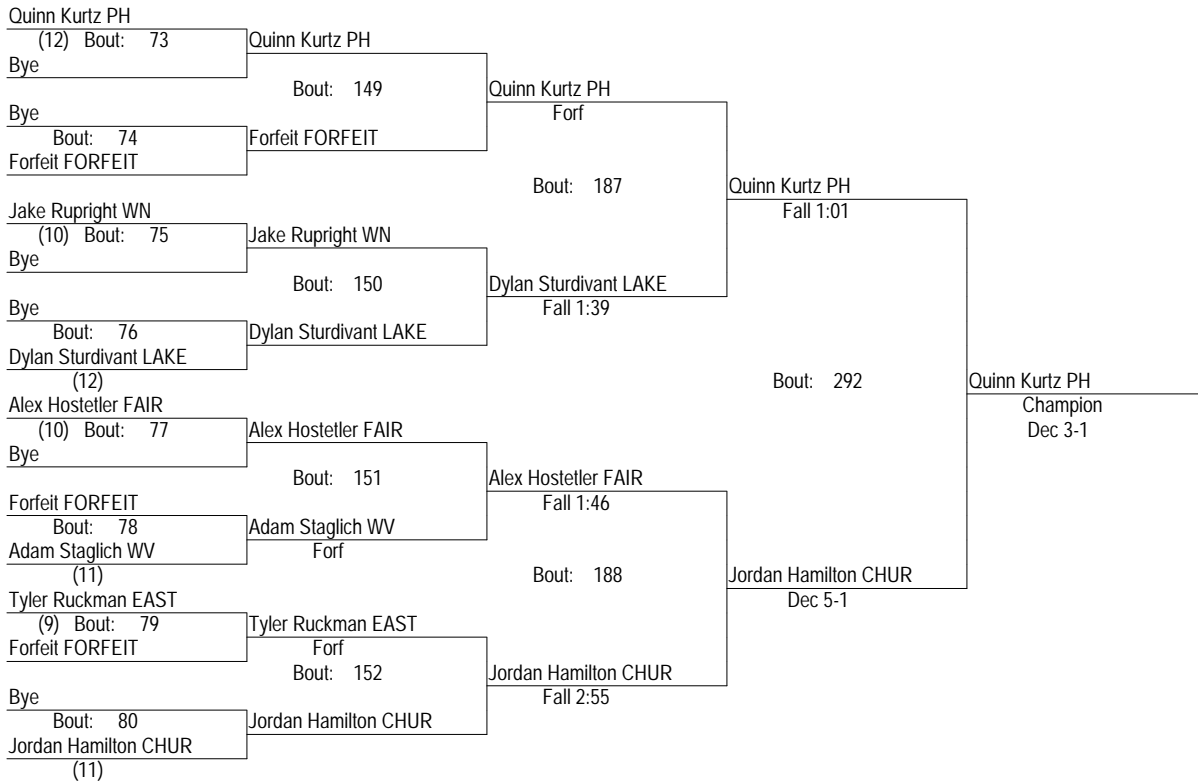 Quinn Kurtz PH
(12) Bout: 73
Bye
Bye
Bout: 74
Forfeit FORFEIT
Jake Rupright WN
(10) Bout: 75
Bye
Bye
Bout: 76
Dylan Sturdivant LAKE
(12)
Alex Hostetler FAIR
(10) Bout: 77
Bye
Forfeit FORFEIT
Bout: 78
Adam Staglich WV
(11)
Tyler Ruckman EAST
(9) Bout: 79
Forfeit FORFEIT
Bye
Bout: 80
Jordan Hamilton CHUR
(11)
Quinn Kurtz PH
Bout: 149
Forfeit FORFEIT
Jake Rupright WN
Bout: 150
Dylan Sturdivant LAKE
Alex Hostetler FAIR
Bout: 151
Adam Staglich WV
Forf
Tyler Ruckman EAST
Forf
Bout: 152
Jordan Hamilton CHUR
Quinn Kurtz PH
Forf
Bout: 187
Dylan Sturdivant LAKE
Fall 1:39
Alex Hostetler FAIR
Fall 1:46
Bout: 188
Jordan Hamilton CHUR
Fall 2:55
Quinn Kurtz PH
Fall 1:01
Bout: 292
Jordan Hamilton CHUR
Dec 5-1
Quinn Kurtz PH
Champion
Dec 3-1